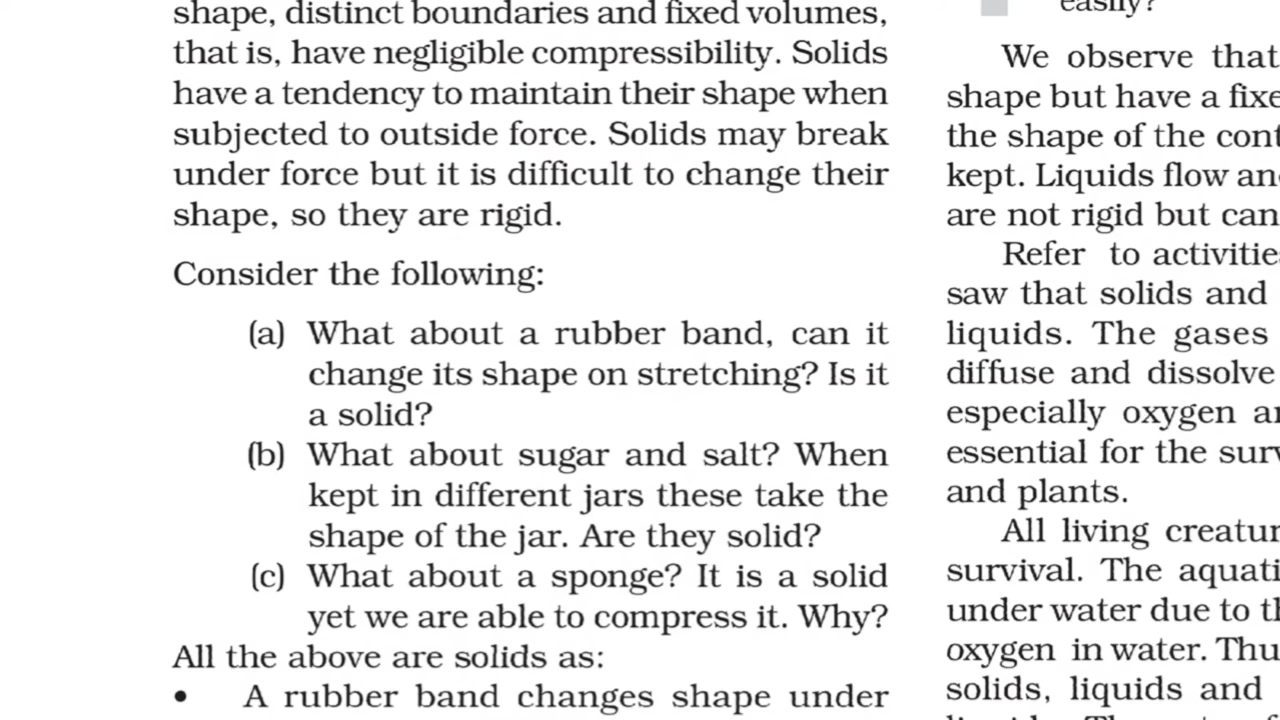 shape, distinct boundaries and fixed volumes,
that is, have negligible compressibility. Solids
have a tendency to maintain their shape when
subjected to outside force. Solids may break
under force but it is difficult to change their
shape, so they are rigid.
Consider the following:
(a) What about a rubber band, can it
change its shape on stretching? Is it
a solid?
(b) What about sugar and salt? When
kept in different jars these take the
shape of the jar. Are they solid?
(c) What about a sponge? It is a solid
yet we are able to compress it. Why?
All the above are solids as:
• A rubber band changes shape under
easily?
We observe that
shape but have a fixe
the shape of the cont
kept. Liquids flow an
are not rigid but can
Refer to activitie
saw that solids and
liquids. The gases
diffuse and dissolve
especially oxygen a
essential for the surv
and plants.
All living creatur
survival. The aquati
under water due to th
oxygen in water. Thu
solids, liquids and